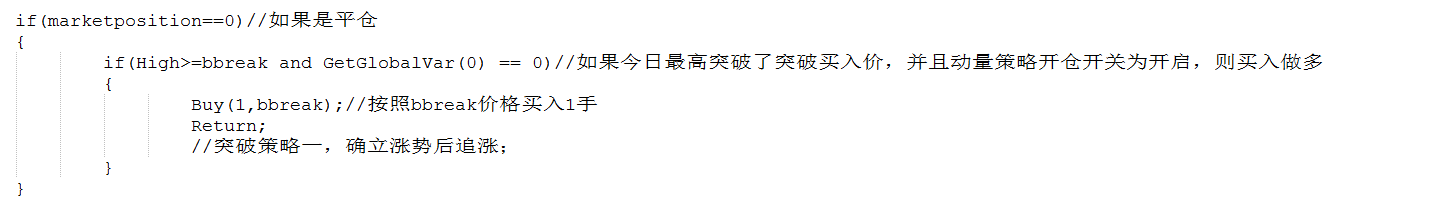 if(marketposition==0)//如果是平仓
{
if(High>=bbreak and GetGlobalVar(0) == 0)//如果今日最高突破了突破买入价，并且动量策略开仓开关为开启，则买入做多
{
Buy(1,bbreak);//按照bbreak价格买入1手
Return;
//突破策略一，确立涨势后追涨；
}
}